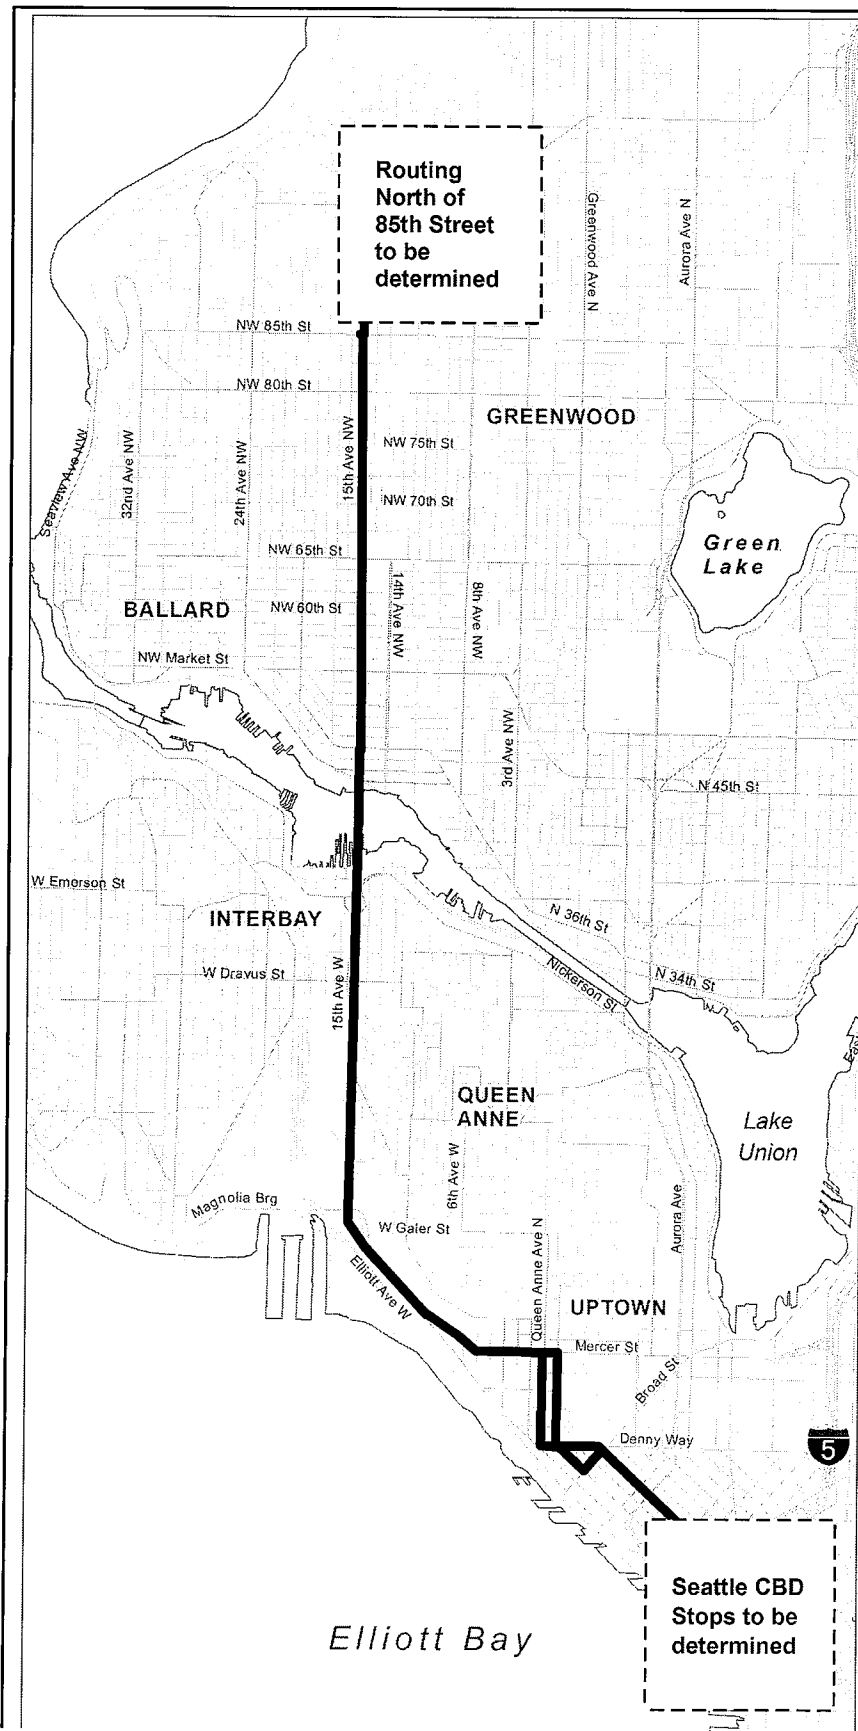 Routing
North of
85th Street
to be
determined
Greenwood Ave N
Aurora Ave N
NW 85th St
NW 80th St
GREENWOOD
Seaview Ave NW
32nd Ave NW
24th Ave NW
15th Ave NW
NW 75th St
NW 70th St
Green
Lake
NW 65th St
BALLARD
NW 60th St
14th Ave NW
8th Ave NW
NW Market St
3rd Ave NW
N 45th St
W Emerson St
INTERBAY
N 36th St
W Dravus St
15th Ave W
Nickerson St
N 34th St
QUEEN
ANNE
Lake
Union
6th Ave W
Magnolia Brg
W Galer St
Queen Anne Ave N
Aurora Ave
Elliott Ave W
UPTOWN
Mercer St
Broad St
Denny Way
5
Seattle CBD
Stops to be
determined
Elliott Bay